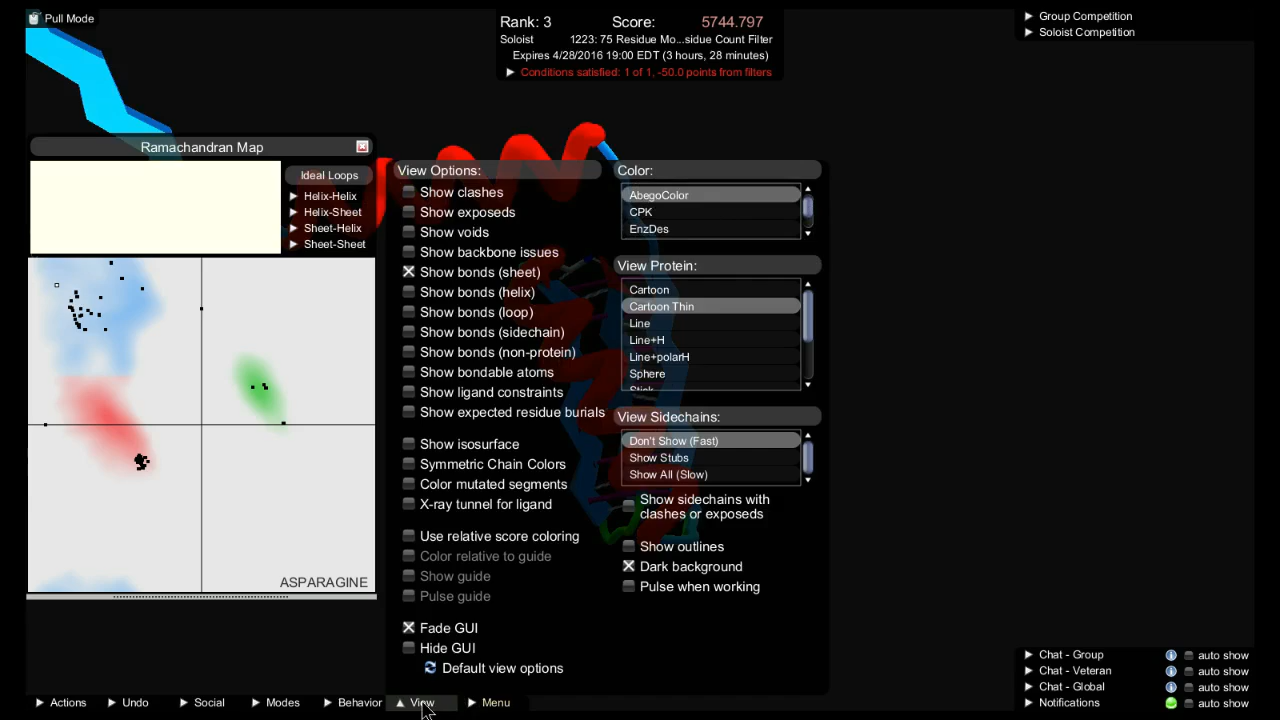 Pull Mode
Rank: 3 Score: 5744.797
Soloist 1223: 75 Residue Mo...sidue Count Filter
Expires 4/28/2016 19:00 EDT (3 hours, 28 minutes)
Conditions satisfied: 1 of 1, -50.0 points from filters
Group Competition
Soloist Competition
Ramachandran Map
Ideal Loops
Helix-Helix
Helix-Sheet
Sheet-Helix
Sheet-Sheet
ASPARAGINE
View Options:
Show clashes
Show exposeds
Show voids
Show backbone issues
Show bonds (sheet)
Show bonds (helix)
Show bonds (loop)
Show bonds (sidechain)
Show bonds (non-protein)
Show bondable atoms
Show ligand constraints
Show expected residue burials
Show isosurface
Symmetric Chain Colors
Color mutated segments
X-ray tunnel for ligand
Use relative score coloring
Color relative to guide
Show guide
Pulse guide
Fade GUI
Hide GUI
Default view options
Color:
AbegoColor
CPK
EnzDes
View Protein:
Cartoon
Cartoon Thin
Line
Line+H
Line+polarH
Sphere
Stick
View Sidechains:
Don't Show (Fast)
Show Stubs
Show All (Slow)
Show sidechains with
clashes or exposeds
Show outlines
Dark background
Pulse when working
Chat - Group auto show
Chat - Veteran auto show
Chat - Global auto show
Notifications auto show
Actions Undo Social Modes Behavior View Menu